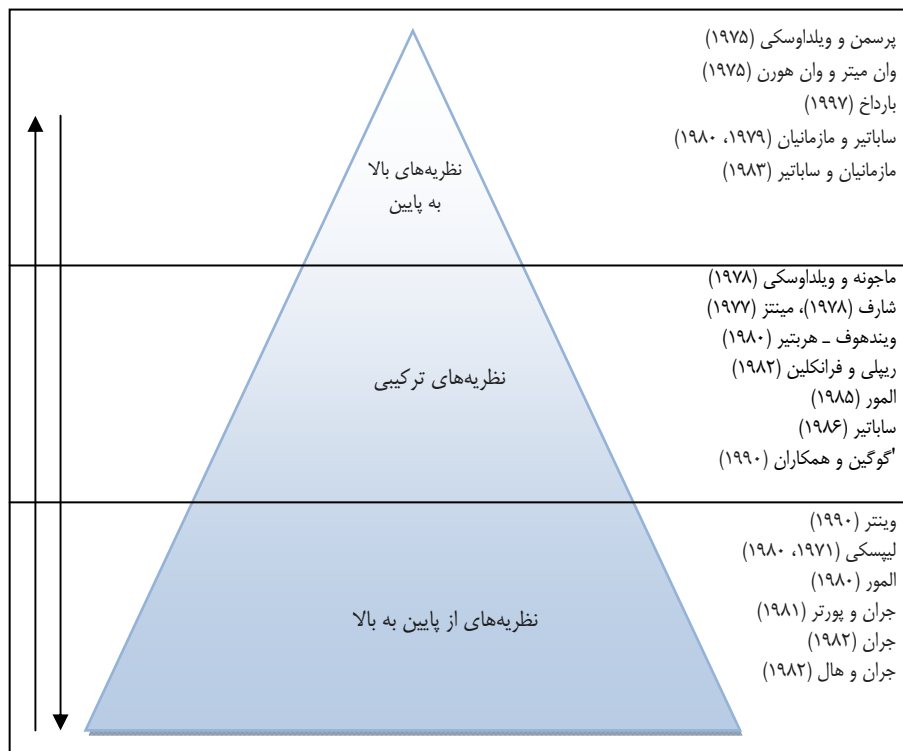 پرسمن و ویلداوسکی (۱۹۷۵)
وان میتر و وان هورن (۱۹۷۵)
بارداخ (۱۹۹۷)
ساباتیر و مازمانیان (۱۹۷۹، ۱۹۸۰)
مازمانیان و ساباتیر (۱۹۸۳)
نظریه‌های بالا
به پایین
ماجونه و ویلداوسکی (۱۹۷۸)
شارف (۱۹۷۸)، مینتز (۱۹۷۷)
ویندهوف ـ هربتیر (۱۹۸۰)
ریپلی و فرانکلین (۱۹۸۲)
المور (۱۹۸۵)
ساباتیر (۱۹۸۶)
'گوگین و همکاران (۱۹۹۰)
نظریه‌های ترکیبی
وینتر (۱۹۹۰)
لیپسکی (۱۹۷۱، ۱۹۸۰)
المور (۱۹۸۰)
جران و پورتر (۱۹۸۱)
جران (۱۹۸۲)
جران و هال (۱۹۸۲)
نظریه‌های از پایین به بالا